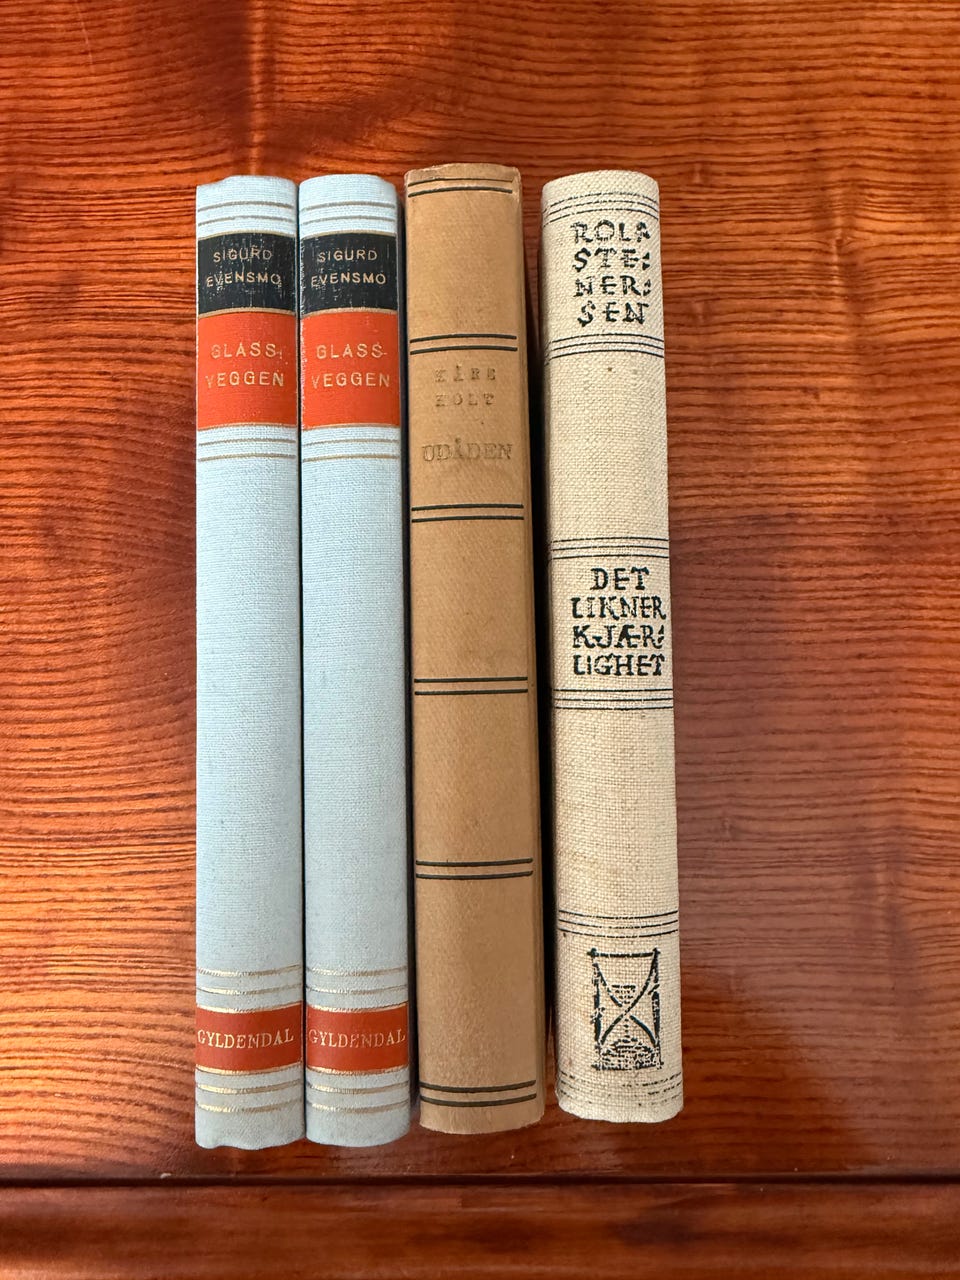 SIGURD
EVENSMO
GLASS-
VEGGEN
GYLDENDAL
SIGURD
EVENSMO
GLASS-
VEGGEN
GYLDENDAL
KÅRE
HOLT
UDÅDEN
ROLF
STE:
NER:
SEN
DET
LIKNER
KJÆR:
LIGHET